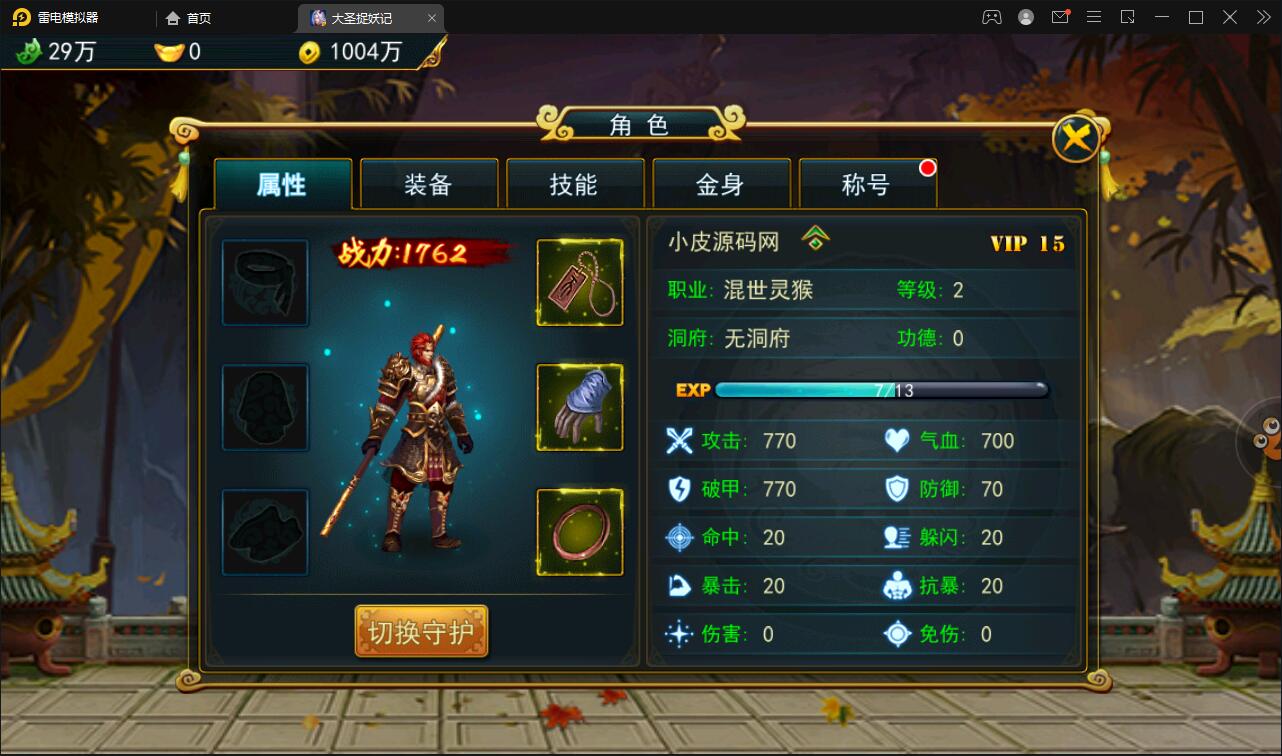 雷电模拟器 首页 大圣捉妖记
29万 0 1004万
角色
属性 装备 技能 金身 称号
战力:1762
小皮源码网 VIP 15
职业: 混世灵猴 等级: 2
洞府: 无洞府 功德: 0
EXP 7/13
攻击: 770 气血: 700
破甲: 770 防御: 70
命中: 20 躲闪: 20
暴击: 20 抗暴: 20
伤害: 0 免伤: 0
切换守护